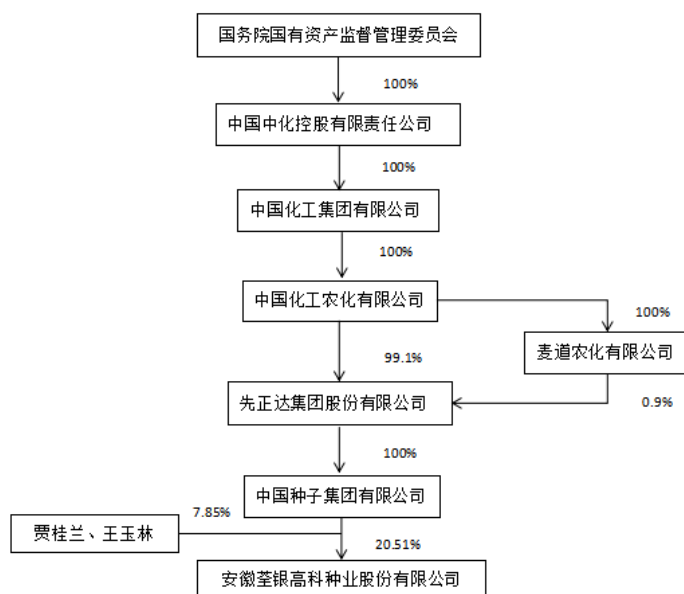 国务院国有资产监督管理委员会
100%
中国中化控股有限责任公司
100%
中国化工集团有限公司
100%
中国化工农化有限公司
100%
麦道农化有限公司
99.1%
0.9%
先正达集团股份有限公司
100%
中国种子集团有限公司
7.85%
贾桂兰、王玉林
20.51%
安徽荃银高科种业股份有限公司